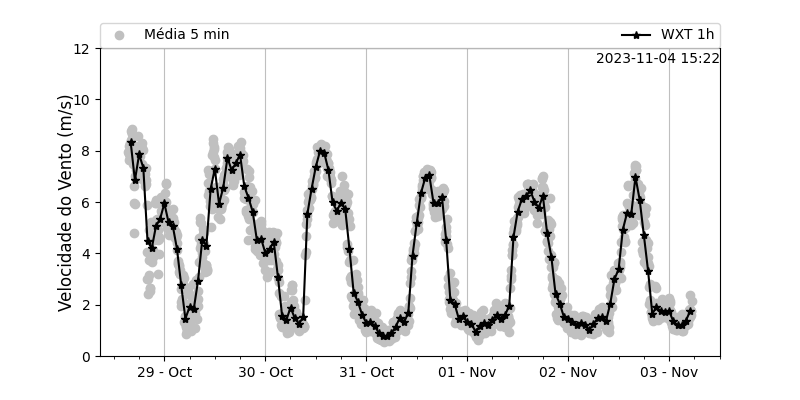 Média 5 min
WXT 1h
2023-11-04 15:22
Velocidade do Vento (m/s)
12
10
8
6
4
2
0
29 - Oct
30 - Oct
31 - Oct
01 - Nov
02 - Nov
03 - Nov